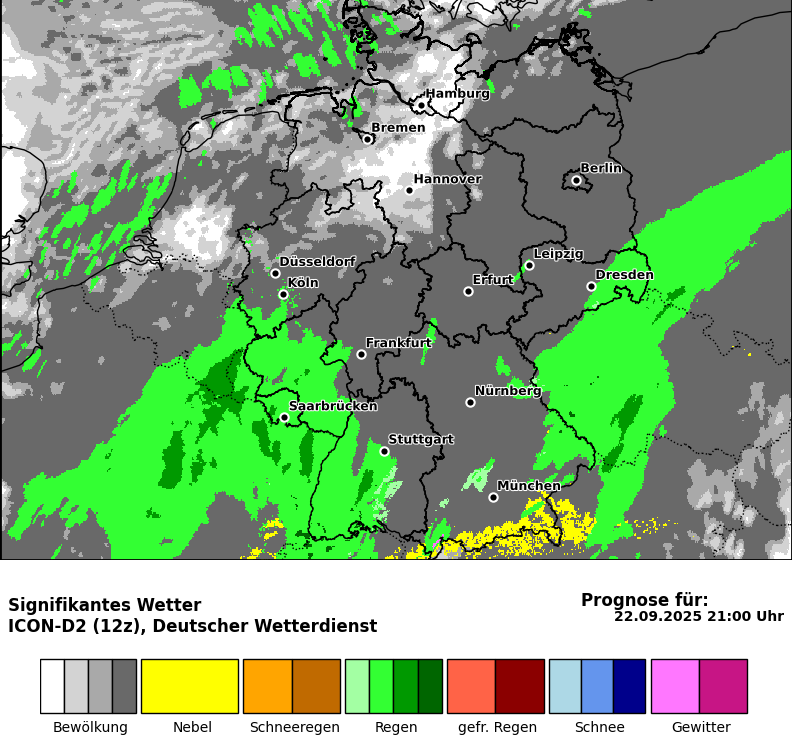 Hamburg
Bremen
Berlin
Hannover
Leipzig
Düsseldorf
Dresden
Köln
Erfurt
Frankfurt
Nürnberg
Saarbrücken
Stuttgart
München
Signifikantes Wetter
Prognose für:
ICON-D2 (12z), Deutscher Wetterdienst
22.09.2025 21:00 Uhr
Bewölkung Nebel Schneeregen Regen gefr. Regen Schnee Gewitter